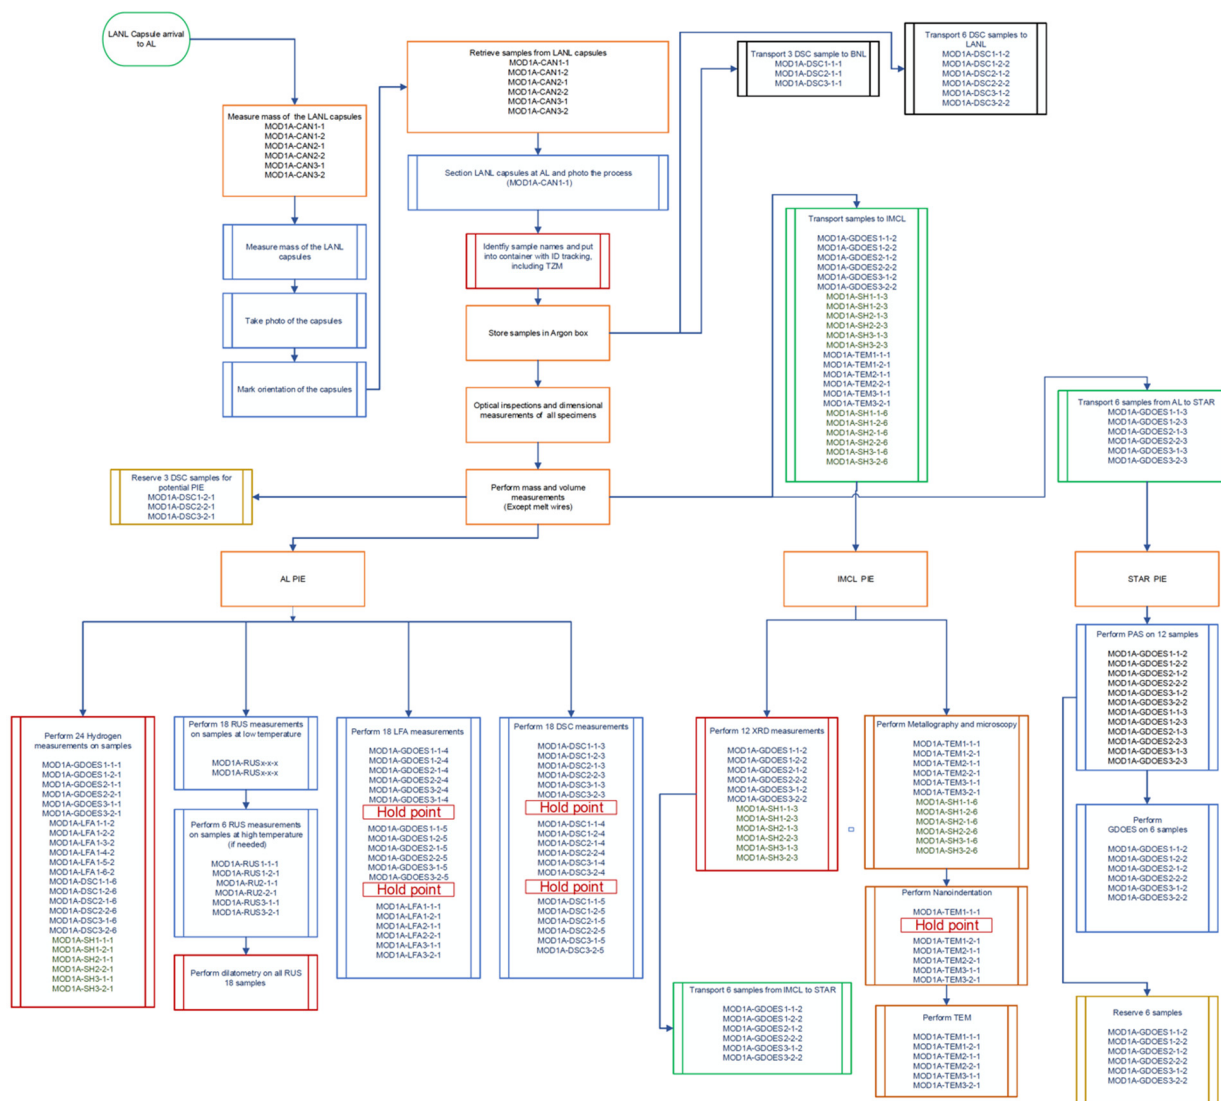 LANL Capsule arrival
to AL
Measure mass of the LANL capsules
MOD1A-CAN1-1
MOD1A-CAN1-2
MOD1A-CAN2-1
MOD1A-CAN2-2
MOD1A-CAN3-1
MOD1A-CAN3-2
Measure mass of the LANL
capsules
Take photo of the capsules
Mark orientation of the capsules
Retrieve samples from LANL capsules
MOD1A-CAN1-1
MOD1A-CAN1-2
MOD1A-CAN2-1
MOD1A-CAN2-2
MOD1A-CAN3-1
MOD1A-CAN3-2
Section LANL capsules at AL and photo the process
(MOD1A-CAN1-1)
Identfiy sample names and put
into container with ID tracking,
including TZM
Store samples in Argon box
Optical inspections and dimensional
measurements of all specimens
Perform mass and volume
measurements
(Except melt wires)
Transport 3 DSC sample to BNL
MOD1A-DSC1-1-1
MOD1A-DSC2-1-1
MOD1A-DSC3-1-1
Transport 6 DSC samples to
LANL
MOD1A-DSC1-1-2
MOD1A-DSC1-2-2
MOD1A-DSC2-1-2
MOD1A-DSC2-2-2
MOD1A-DSC3-1-2
MOD1A-DSC3-2-2
Transport samples to IMCL
MOD1A-GDOES1-1-2
MOD1A-GDOES1-2-2
MOD1A-GDOES2-1-2
MOD1A-GDOES2-2-2
MOD1A-GDOES3-1-2
MOD1A-GDOES3-2-2
MOD1A-SH1-1-3
MOD1A-SH1-2-3
MOD1A-SH2-1-3
MOD1A-SH2-2-3
MOD1A-SH3-1-3
MOD1A-SH3-2-3
MOD1A-TEM1-1-1
MOD1A-TEM1-2-1
MOD1A-TEM2-1-1
MOD1A-TEM2-2-1
MOD1A-TEM3-1-1
MOD1A-TEM3-2-1
MOD1A-SH1-1-6
MOD1A-SH1-2-6
MOD1A-SH2-1-6
MOD1A-SH2-2-6
MOD1A-SH3-1-6
MOD1A-SH3-2-6
Transport 6 samples from AL to STAR
MOD1A-GDOES1-1-3
MOD1A-GDOES1-2-3
MOD1A-GDOES2-1-3
MOD1A-GDOES2-2-3
MOD1A-GDOES3-1-3
MOD1A-GDOES3-2-3
Reserve 3 DSC samples for
potential PIE
MOD1A-DSC1-2-1
MOD1A-DSC2-2-1
MOD1A-DSC3-2-1
AL PIE
IMCL PIE
STAR PIE
Perform 24 Hydrogen
measurements on samples
MOD1A-GDOES1-1-1
MOD1A-GDOES1-2-1
MOD1A-GDOES2-1-1
MOD1A-GDOES2-2-1
MOD1A-GDOES3-1-1
MOD1A-GDOES3-2-1
MOD1A-LFA1-1-2
MOD1A-LFA1-2-2
MOD1A-LFA1-3-2
MOD1A-LFA1-4-2
MOD1A-LFA1-5-2
MOD1A-LFA1-6-2
MOD1A-DSC1-1-6
MOD1A-DSC1-2-6
MOD1A-DSC2-1-6
MOD1A-DSC2-2-6
MOD1A-DSC3-1-6
MOD1A-DSC3-2-6
MOD1A-SH1-1-1
MOD1A-SH1-2-1
MOD1A-SH2-1-1
MOD1A-SH2-2-1
MOD1A-SH3-1-1
MOD1A-SH3-2-1
Perform 18 RUS measurements
on samples at low temperature
MOD1A-RUSx-x-x
MOD1A-RUSx-x-x
Perform 6 RUS measurements
on samples at high temperature
(if needed)
MOD1A-RUS1-1-1
MOD1A-RUS1-2-1
MOD1A-RU2-1-1
MOD1A-RU2-2-1
MOD1A-RUS3-1-1
MOD1A-RUS3-2-1
Perform dilatometry on all RUS
18 samples
Perform 18 LFA measurements
MOD1A-GDOES1-1-4
MOD1A-GDOES1-2-4
MOD1A-GDOES2-1-4
MOD1A-GDOES2-2-4
MOD1A-GDOES3-2-4
MOD1A-GDOES3-1-4
Hold point
MOD1A-GDOES1-1-5
MOD1A-GDOES1-2-5
MOD1A-GDOES2-1-5
MOD1A-GDOES2-2-5
MOD1A-GDOES3-1-5
MOD1A-GDOES3-2-5
Hold point
MOD1A-LFA1-1-1
MOD1A-LFA1-2-1
MOD1A-LFA2-1-1
MOD1A-LFA2-2-1
MOD1A-LFA3-1-1
MOD1A-LFA3-2-1
Perform 18 DSC measurements
MOD1A-DSC1-1-3
MOD1A-DSC1-2-3
MOD1A-DSC2-1-3
MOD1A-DSC2-2-3
MOD1A-DSC3-1-3
MOD1A-DSC3-2-3
Hold point
MOD1A-DSC1-1-4
MOD1A-DSC1-2-4
MOD1A-DSC2-1-4
MOD1A-DSC2-2-4
MOD1A-DSC3-1-4
MOD1A-DSC3-2-4
Hold point
MOD1A-DSC1-1-5
MOD1A-DSC1-2-5
MOD1A-DSC2-1-5
MOD1A-DSC2-2-5
MOD1A-DSC3-1-5
MOD1A-DSC3-2-5
Perform 12 XRD measurements
MOD1A-GDOES1-1-2
MOD1A-GDOES1-2-2
MOD1A-GDOES2-1-2
MOD1A-GDOES2-2-2
MOD1A-GDOES3-1-2
MOD1A-GDOES3-2-2
MOD1A-SH1-1-3
MOD1A-SH1-2-3
MOD1A-SH2-1-3
MOD1A-SH2-2-3
MOD1A-SH3-1-3
MOD1A-SH3-2-3
Transport 6 samples from IMCL to STAR
MOD1A-GDOES1-1-2
MOD1A-GDOES1-2-2
MOD1A-GDOES2-1-2
MOD1A-GDOES2-2-2
MOD1A-GDOES3-1-2
MOD1A-GDOES3-2-2
Perform Metallography and microscopy
MOD1A-TEM1-1-1
MOD1A-TEM1-2-1
MOD1A-TEM2-1-1
MOD1A-TEM2-2-1
MOD1A-TEM3-1-1
MOD1A-TEM3-2-1
MOD1A-SH1-1-6
MOD1A-SH1-2-6
MOD1A-SH2-1-6
MOD1A-SH2-2-6
MOD1A-SH3-1-6
MOD1A-SH3-2-6
Perform Nanoindentation
MOD1A-TEM1-1-1
Hold point
MOD1A-TEM1-2-1
MOD1A-TEM2-1-1
MOD1A-TEM2-2-1
MOD1A-TEM3-1-1
MOD1A-TEM3-2-1
Perform TEM
MOD1A-TEM1-1-1
MOD1A-TEM1-2-1
MOD1A-TEM2-1-1
MOD1A-TEM2-2-1
MOD1A-TEM3-1-1
MOD1A-TEM3-2-1
Perform PAS on 12 samples
MOD1A-GDOES1-1-2
MOD1A-GDOES1-2-2
MOD1A-GDOES2-1-2
MOD1A-GDOES2-2-2
MOD1A-GDOES3-1-2
MOD1A-GDOES3-2-2
MOD1A-GDOES1-1-3
MOD1A-GDOES1-2-3
MOD1A-GDOES2-1-3
MOD1A-GDOES2-2-3
MOD1A-GDOES3-1-3
MOD1A-GDOES3-2-3
Perform
GDOES on 6 samples
MOD1A-GDOES1-1-2
MOD1A-GDOES1-2-2
MOD1A-GDOES2-1-2
MOD1A-GDOES2-2-2
MOD1A-GDOES3-1-2
MOD1A-GDOES3-2-2
Reserve 6 samples
MOD1A-GDOES1-1-2
MOD1A-GDOES1-2-2
MOD1A-GDOES2-1-2
MOD1A-GDOES2-2-2
MOD1A-GDOES3-1-2
MOD1A-GDOES3-2-2